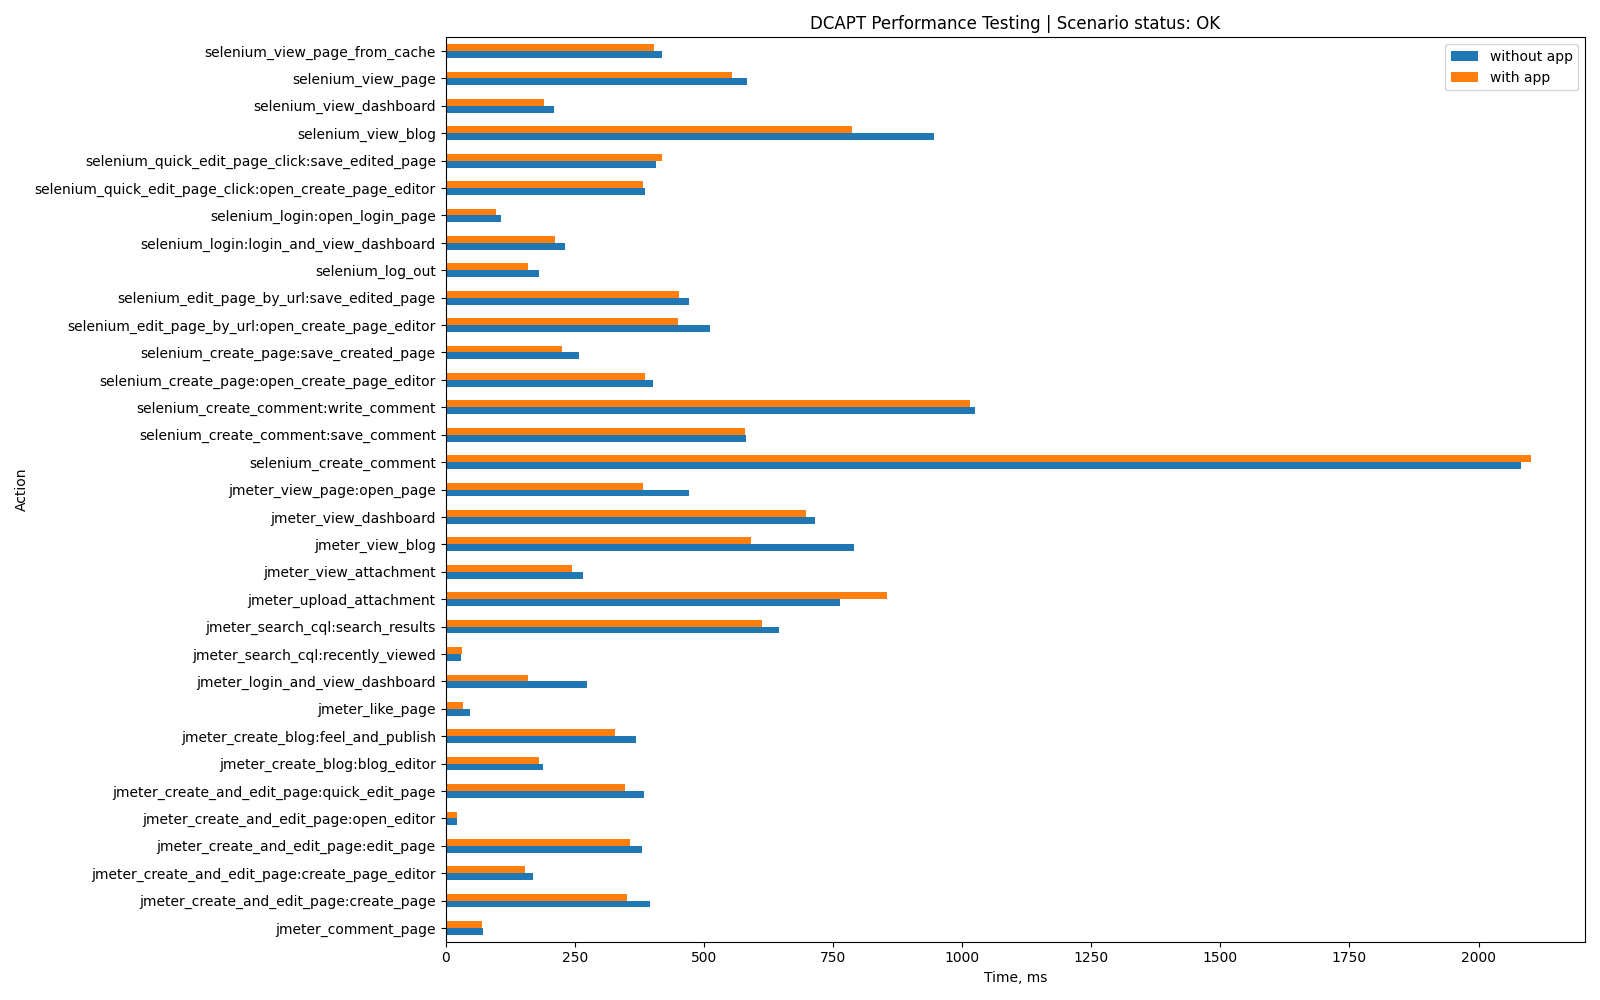 DCAPT Performance Testing | Scenario status: OK
without app
with app
selenium_view_page_from_cache
selenium_view_page
selenium_view_dashboard
selenium_view_blog
selenium_quick_edit_page_click:save_edited_page
selenium_quick_edit_page_click:open_create_page_editor
selenium_login:open_login_page
selenium_login:login_and_view_dashboard
selenium_log_out
selenium_edit_page_by_url:save_edited_page
selenium_edit_page_by_url:open_create_page_editor
selenium_create_page:save_created_page
selenium_create_page:open_create_page_editor
selenium_create_comment:write_comment
selenium_create_comment:save_comment
selenium_create_comment
jmeter_view_page:open_page
jmeter_view_dashboard
jmeter_view_blog
jmeter_view_attachment
jmeter_upload_attachment
jmeter_search_cql:search_results
jmeter_search_cql:recently_viewed
jmeter_login_and_view_dashboard
jmeter_like_page
jmeter_create_blog:feel_and_publish
jmeter_create_blog:blog_editor
jmeter_create_and_edit_page:quick_edit_page
jmeter_create_and_edit_page:open_editor
jmeter_create_and_edit_page:edit_page
jmeter_create_and_edit_page:create_page_editor
jmeter_create_and_edit_page:create_page
jmeter_comment_page
Action
0 250 500 750 1000 1250 1500 1750 2000
Time, ms